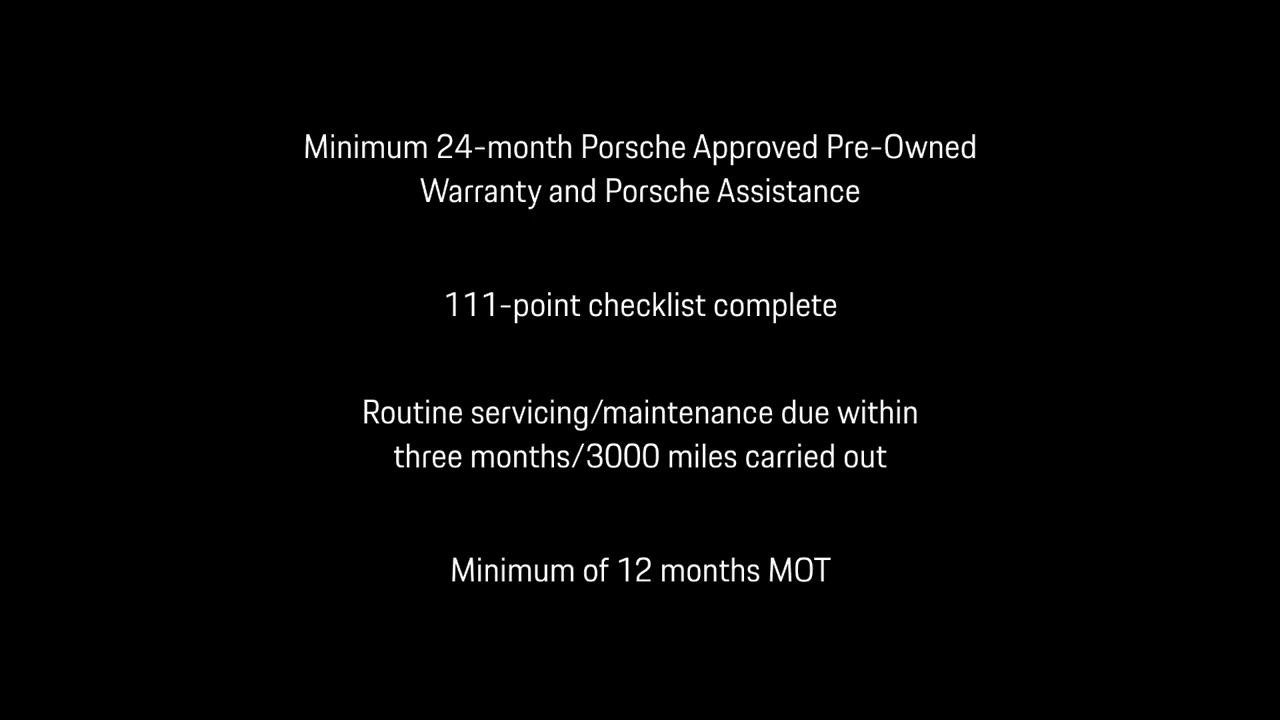 Minimum 24-month Porsche Approved Pre-Owned
Warranty and Porsche Assistance
111-point checklist complete
Routine servicing/maintenance due within
three months/3000 miles carried out
Minimum of 12 months MOT